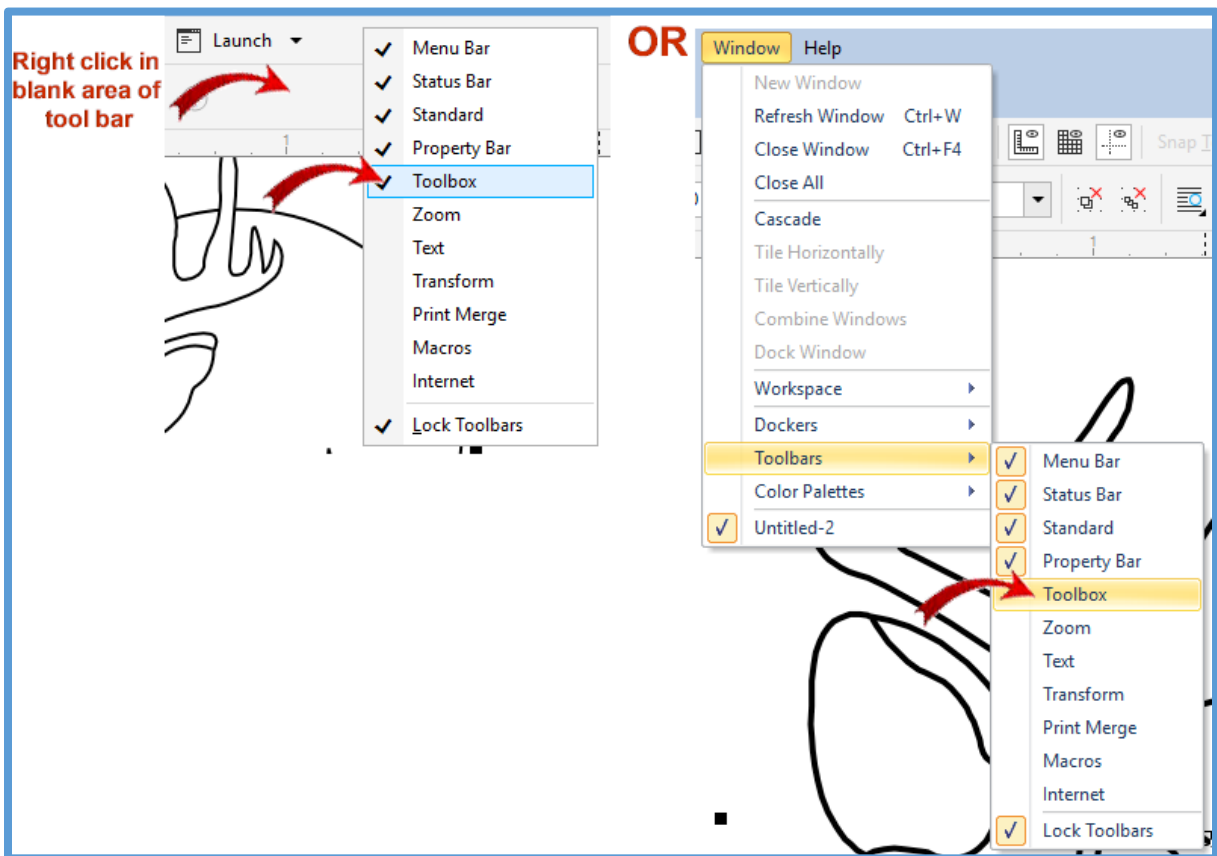 Right click in
blank area of
tool bar
Launch
1
Menu Bar
Status Bar
Standard
Property Bar
Toolbox
Zoom
Text
Transform
Print Merge
Macros
Internet
Lock Toolbars
OR
Window Help
New Window
Refresh Window Ctrl+W
Close Window Ctrl+F4
Close All
Cascade
Tile Horizontally
Tile Vertically
Combine Windows
Dock Window
Workspace
Dockers
Toolbars
Color Palettes
Untitled-2
Snap T
1
Menu Bar
Status Bar
Standard
Property Bar
Toolbox
Zoom
Text
Transform
Print Merge
Macros
Internet
Lock Toolbars